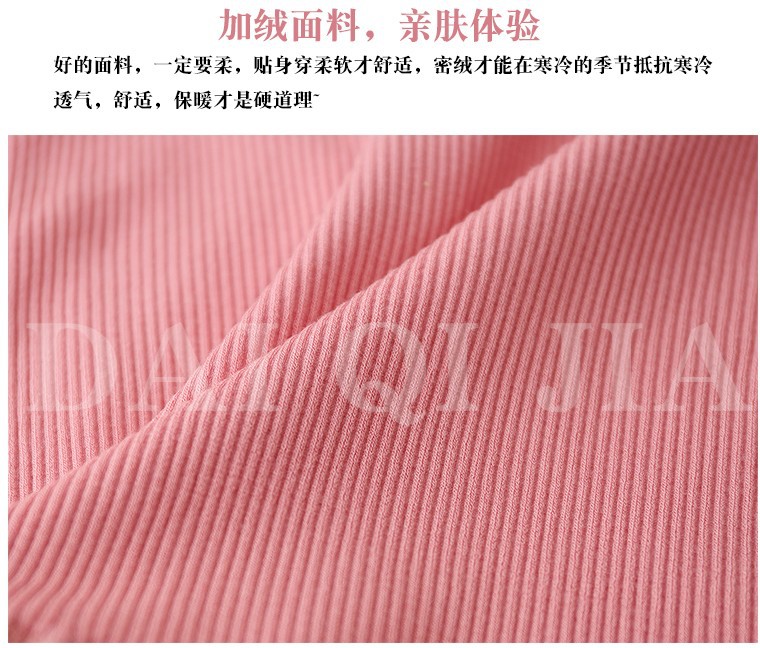 加绒面料，亲肤体验
好的面料，一定要柔，贴身穿柔软才舒适，密绒才能在寒冷的季节抵抗寒冷
透气，舒适，保暖才是硬道理~
DAI QI JIA